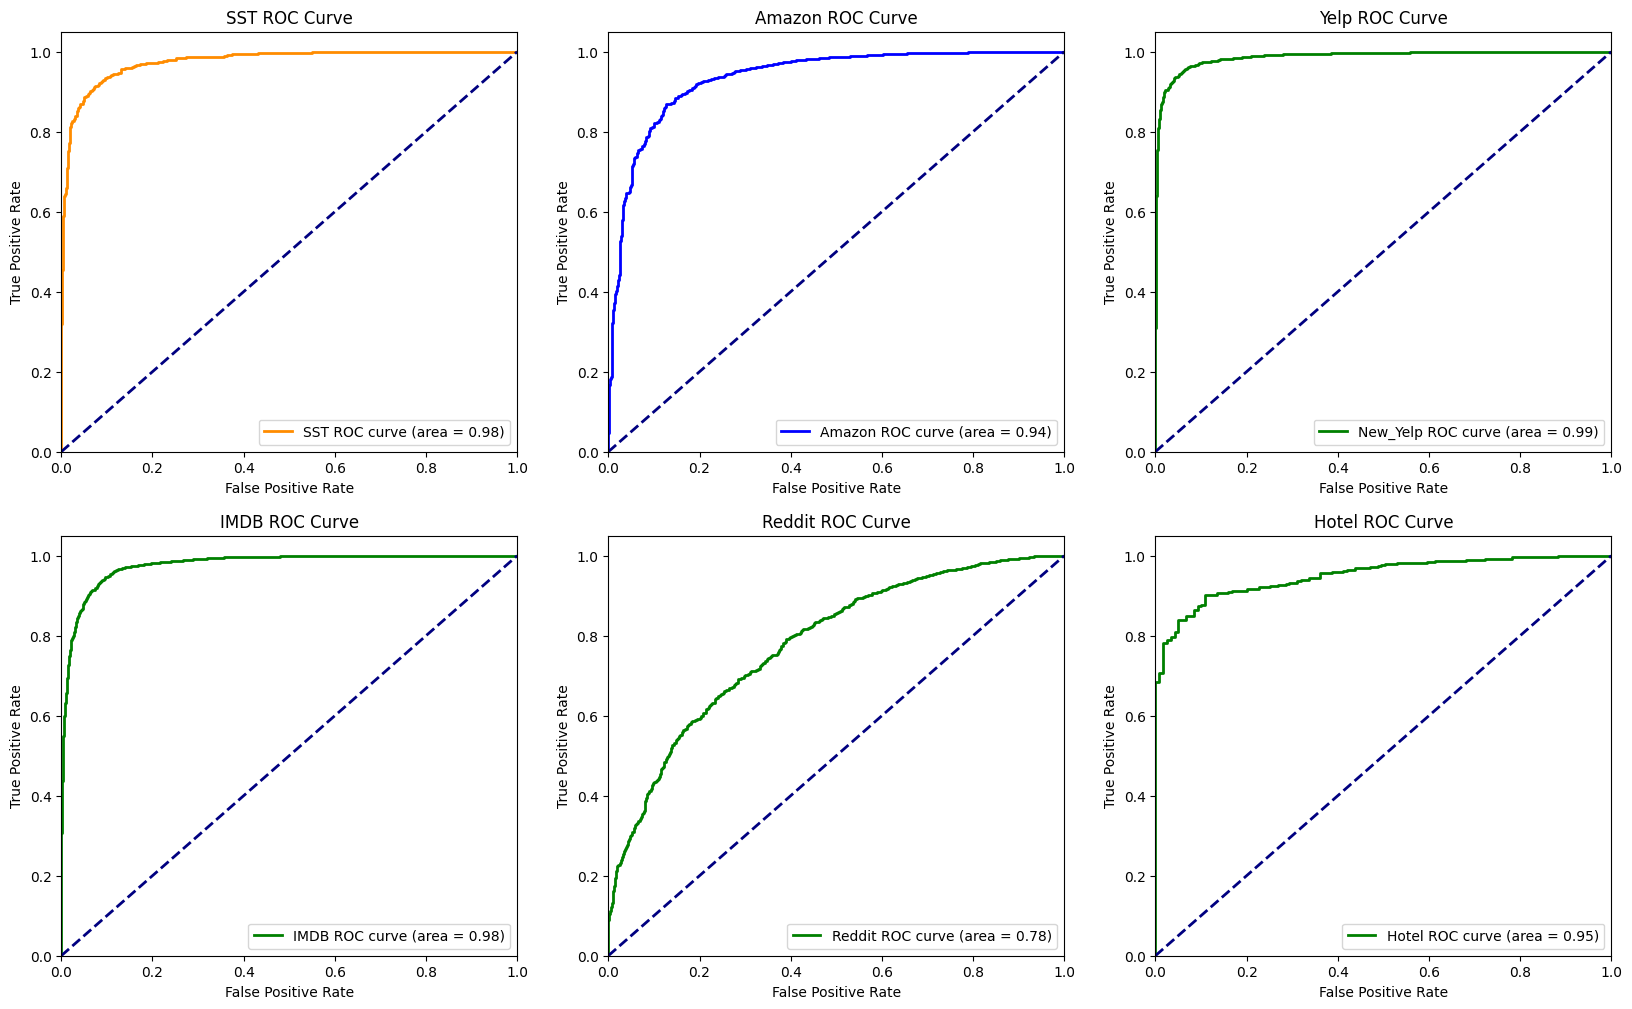 SST ROC Curve
1.0
0.8
0.6
0.4
0.2
0.0
True Positive Rate
SST ROC curve (area = 0.98)
0.0 0.2 0.4 0.6 0.8 1.0
False Positive Rate
Amazon ROC Curve
1.0
0.8
0.6
0.4
0.2
0.0
True Positive Rate
Amazon ROC curve (area = 0.94)
0.0 0.2 0.4 0.6 0.8 1.0
False Positive Rate
Yelp ROC Curve
1.0
0.8
0.6
0.4
0.2
0.0
True Positive Rate
New_Yelp ROC curve (area = 0.99)
0.0 0.2 0.4 0.6 0.8 1.0
False Positive Rate
IMDB ROC Curve
1.0
0.8
0.6
0.4
0.2
0.0
True Positive Rate
IMDB ROC curve (area = 0.98)
0.0 0.2 0.4 0.6 0.8 1.0
False Positive Rate
Reddit ROC Curve
1.0
0.8
0.6
0.4
0.2
0.0
True Positive Rate
Reddit ROC curve (area = 0.78)
0.0 0.2 0.4 0.6 0.8 1.0
False Positive Rate
Hotel ROC Curve
1.0
0.8
0.6
0.4
0.2
0.0
True Positive Rate
Hotel ROC curve (area = 0.95)
0.0 0.2 0.4 0.6 0.8 1.0
False Positive Rate